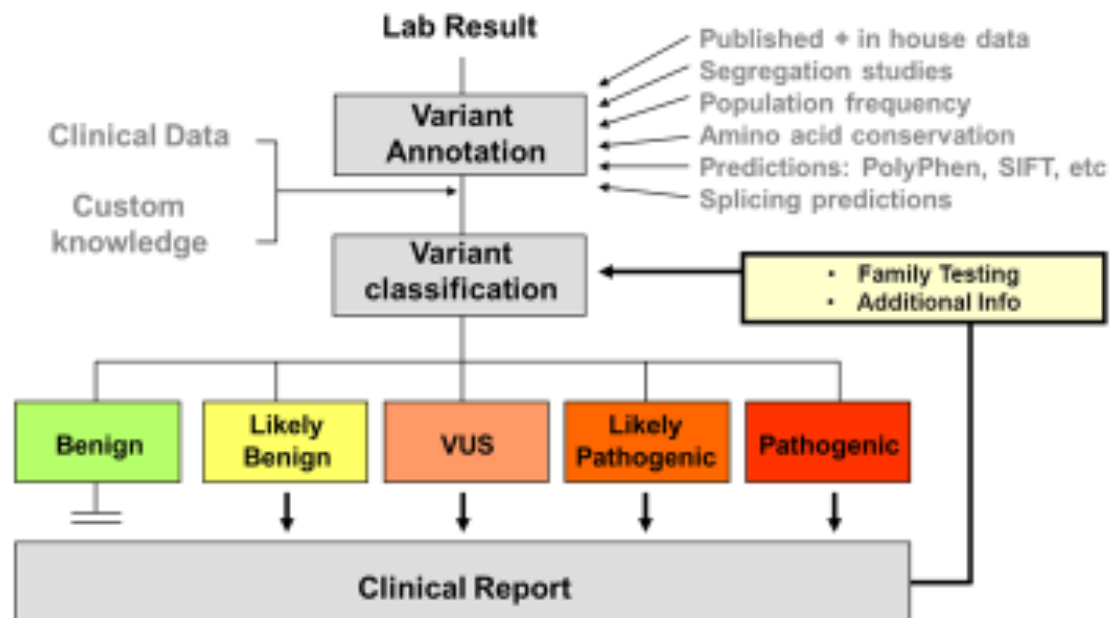 Lab Result
Published + in house data
Segregation studies
Population frequency
Amino acid conservation
Predictions: PolyPhen, SIFT, etc
Splicing predictions
Variant
Annotation
Clinical Data
Custom
knowledge
Variant
classification
• Family Testing
• Additional Info
Benign
Likely
Benign
VUS
Likely
Pathogenic
Pathogenic
Clinical Report